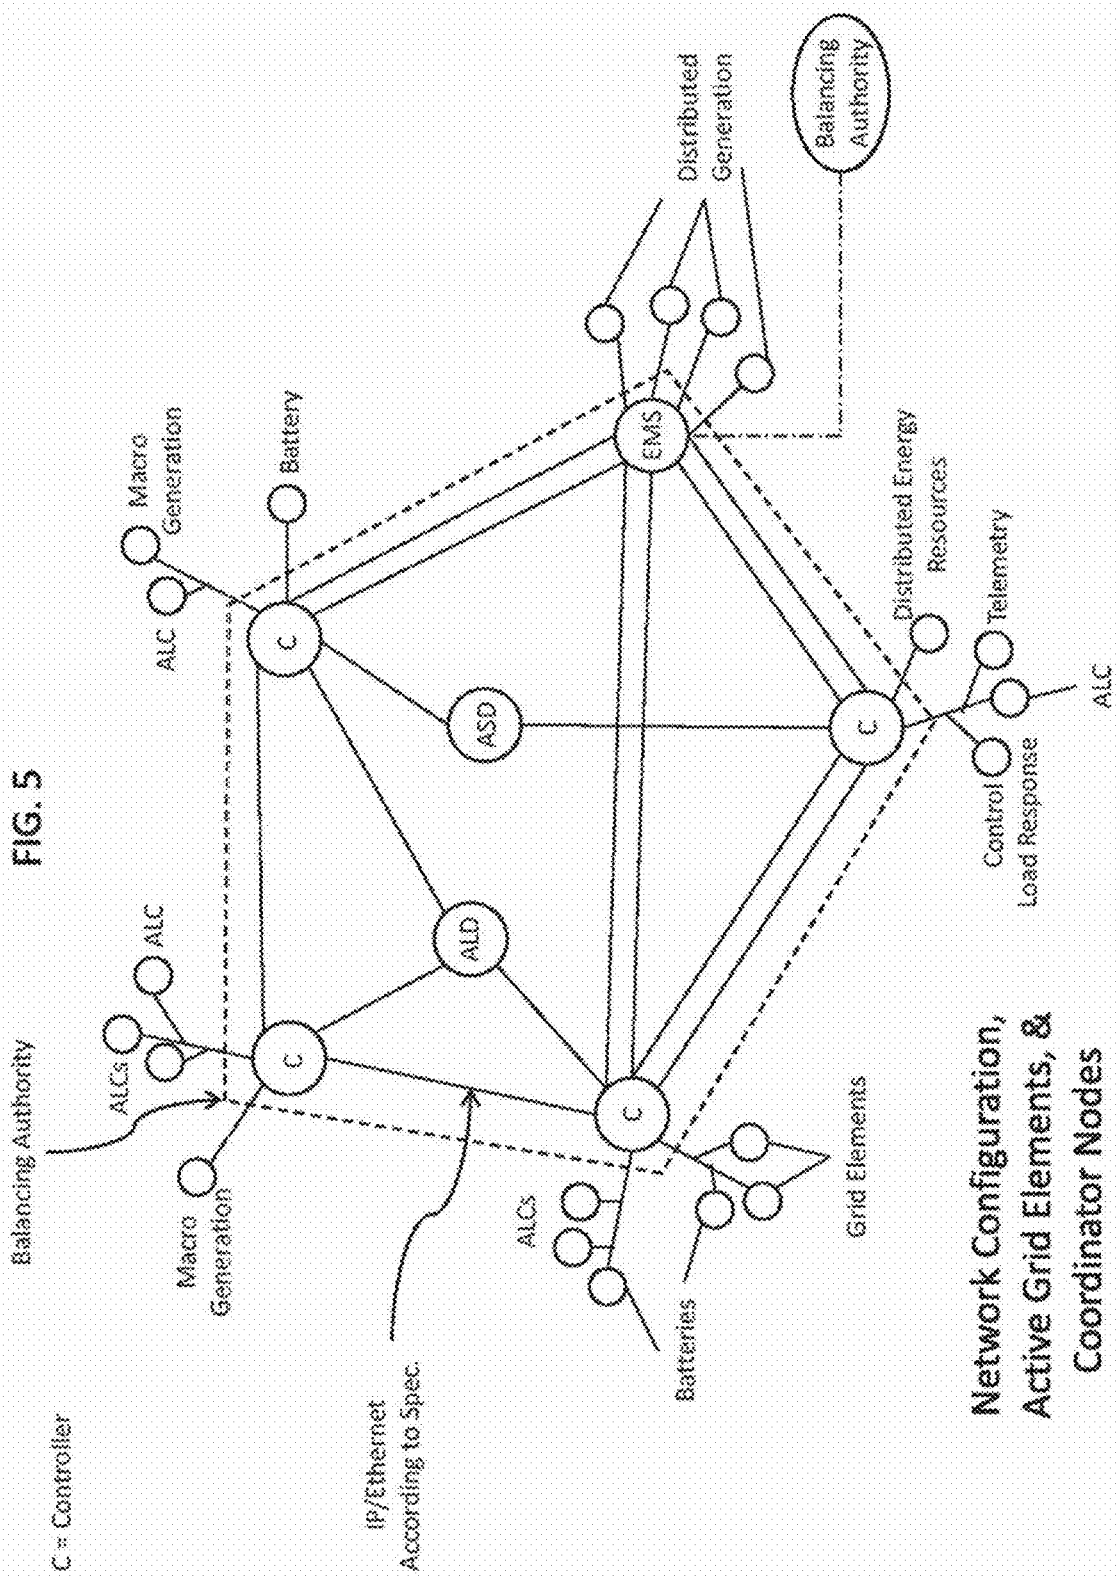 FIG. 5
C = Controller
Balancing Authority
IP/Ethernet
According to Spec.
Macro
Generation
ALCs
ALC
C
ALC
Macro
Generation
C
Battery
ALD
ASD
ALCs
Batteries
C
Grid Elements
EMS
Distributed
Generation
Balancing
Authority
C
Distributed Energy
Resources
Telemetry
Control
Load Response
ALC
Network Configuration,
Active Grid Elements, &
Coordinator Nodes